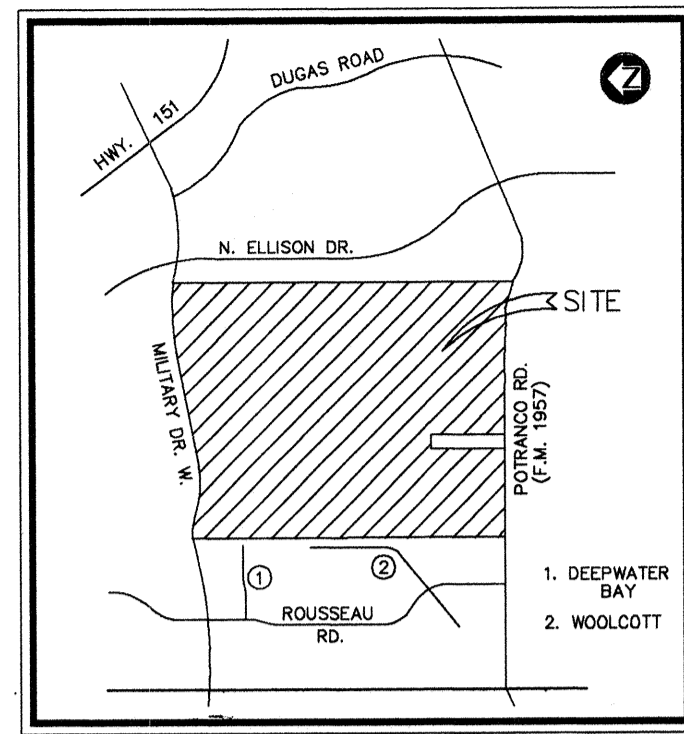 DUGAS ROAD
HWY. 151
N
N. ELLISON DR.
SITE
MILITARY DR. W.
POTRANCO RD.
(F.M. 1957)
1
2
ROUSSEAU
RD.
1. DEEPWATER
BAY
2. WOOLCOTT